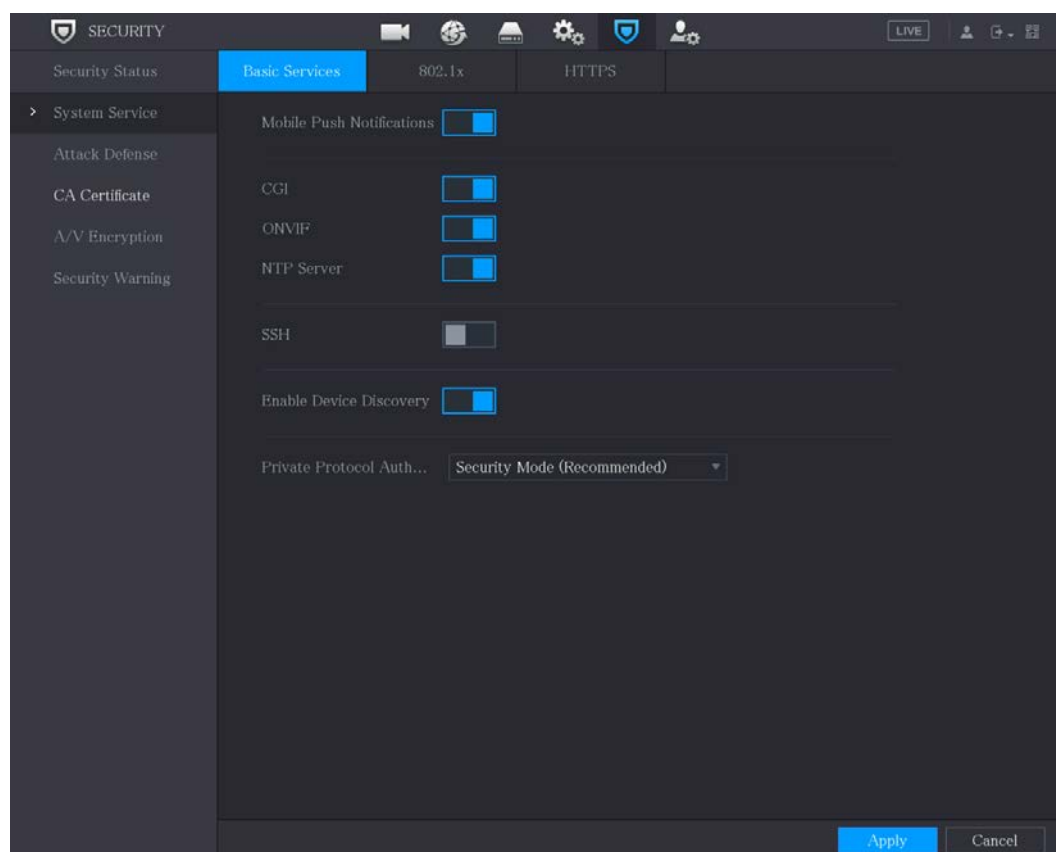 SECURITY
LIVE
Security Status
Basic Services
802.1x
HTTPS
System Service
Mobile Push Notifications
Attack Defense
CA Certificate
CGI
A/V Encryption
ONVIF
Security Warning
NTP Server
SSH
Enable Device Discovery
Private Protocol Auth...
Security Mode (Recommended)
Apply
Cancel